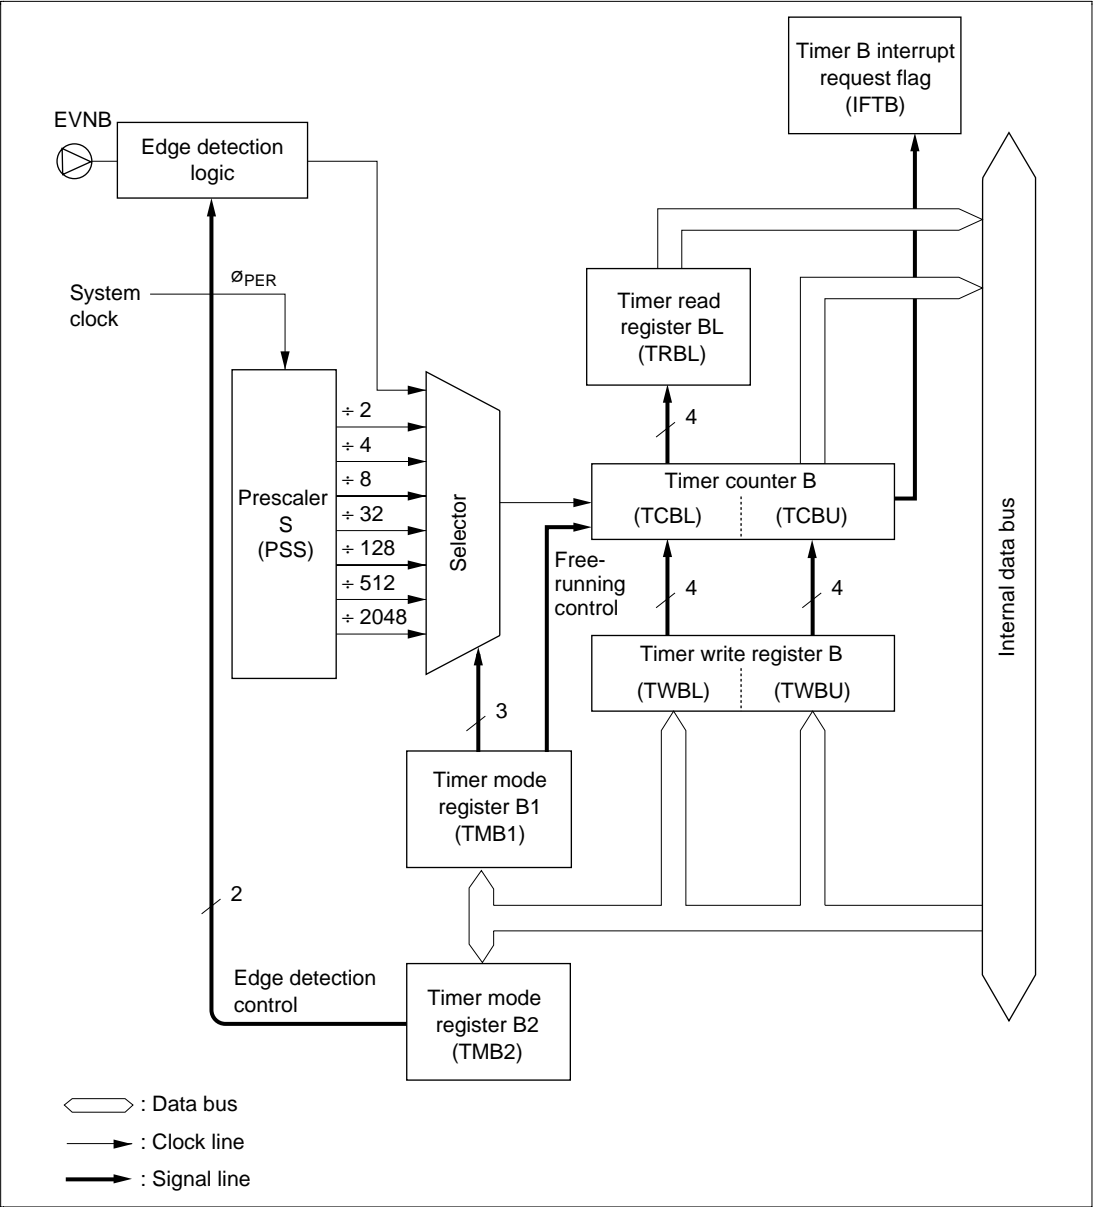 Timer B interrupt
request flag
(IFTB)
EVNB
Edge detection
logic
øPER
System
clock
Timer read
register BL
(TRBL)
÷ 2
÷ 4
÷ 8
÷ 32
÷ 128
÷ 512
÷ 2048
Prescaler
S
(PSS)
Selector
4
Timer counter B
(TCBL)
(TCBU)
Free-
running
control
4
4
Timer write register B
(TWBL)
(TWBU)
Internal data bus
3
Timer mode
register B1
(TMB1)
2
Edge detection
control
Timer mode
register B2
(TMB2)
: Data bus
: Clock line
: Signal line